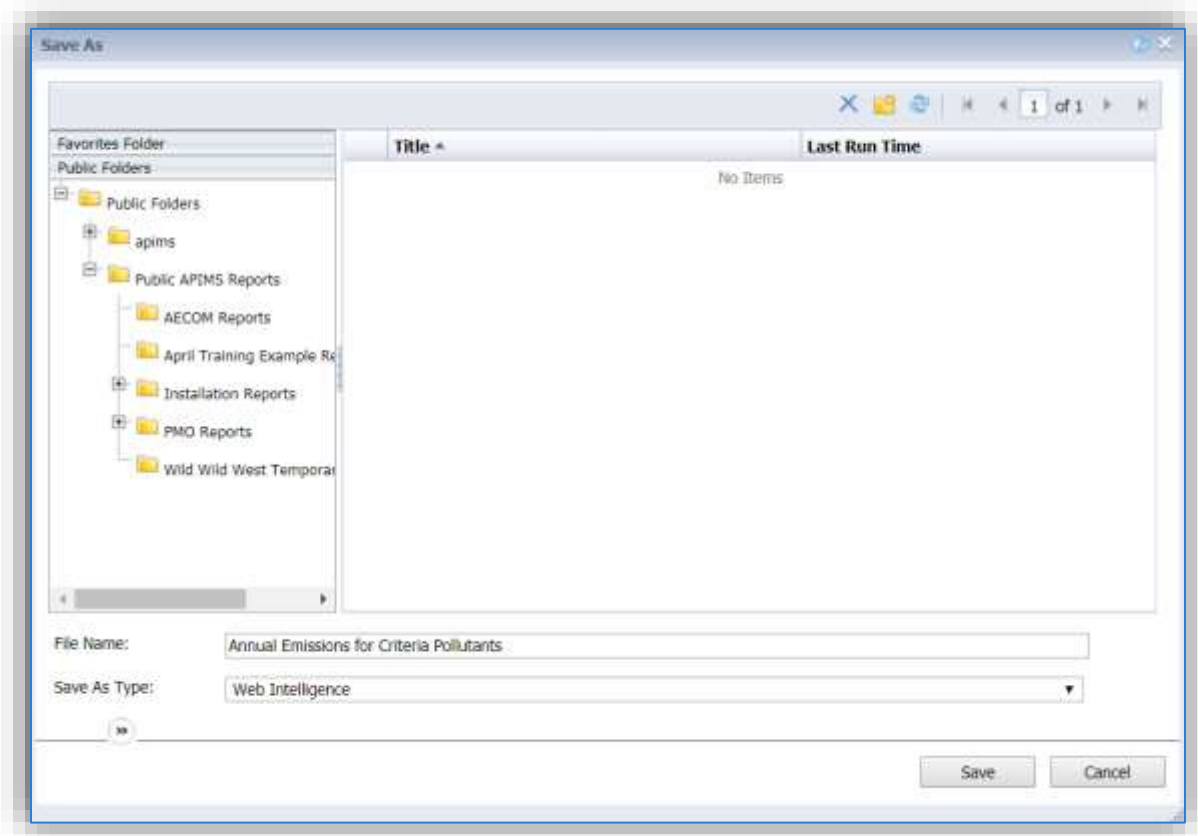 Save As
1 of 1
Favorites Folder
Title
Last Run Time
Public Folders
No Items
Public Folders
apims
Public APIMS Reports
AECOM Reports
April Training Example Re
Installation Reports
PMO Reports
Wild Wild West Temporar
File Name:
Annual Emissions for Criteria Pollutants
Save As Type:
Web Intelligence
Save
Cancel